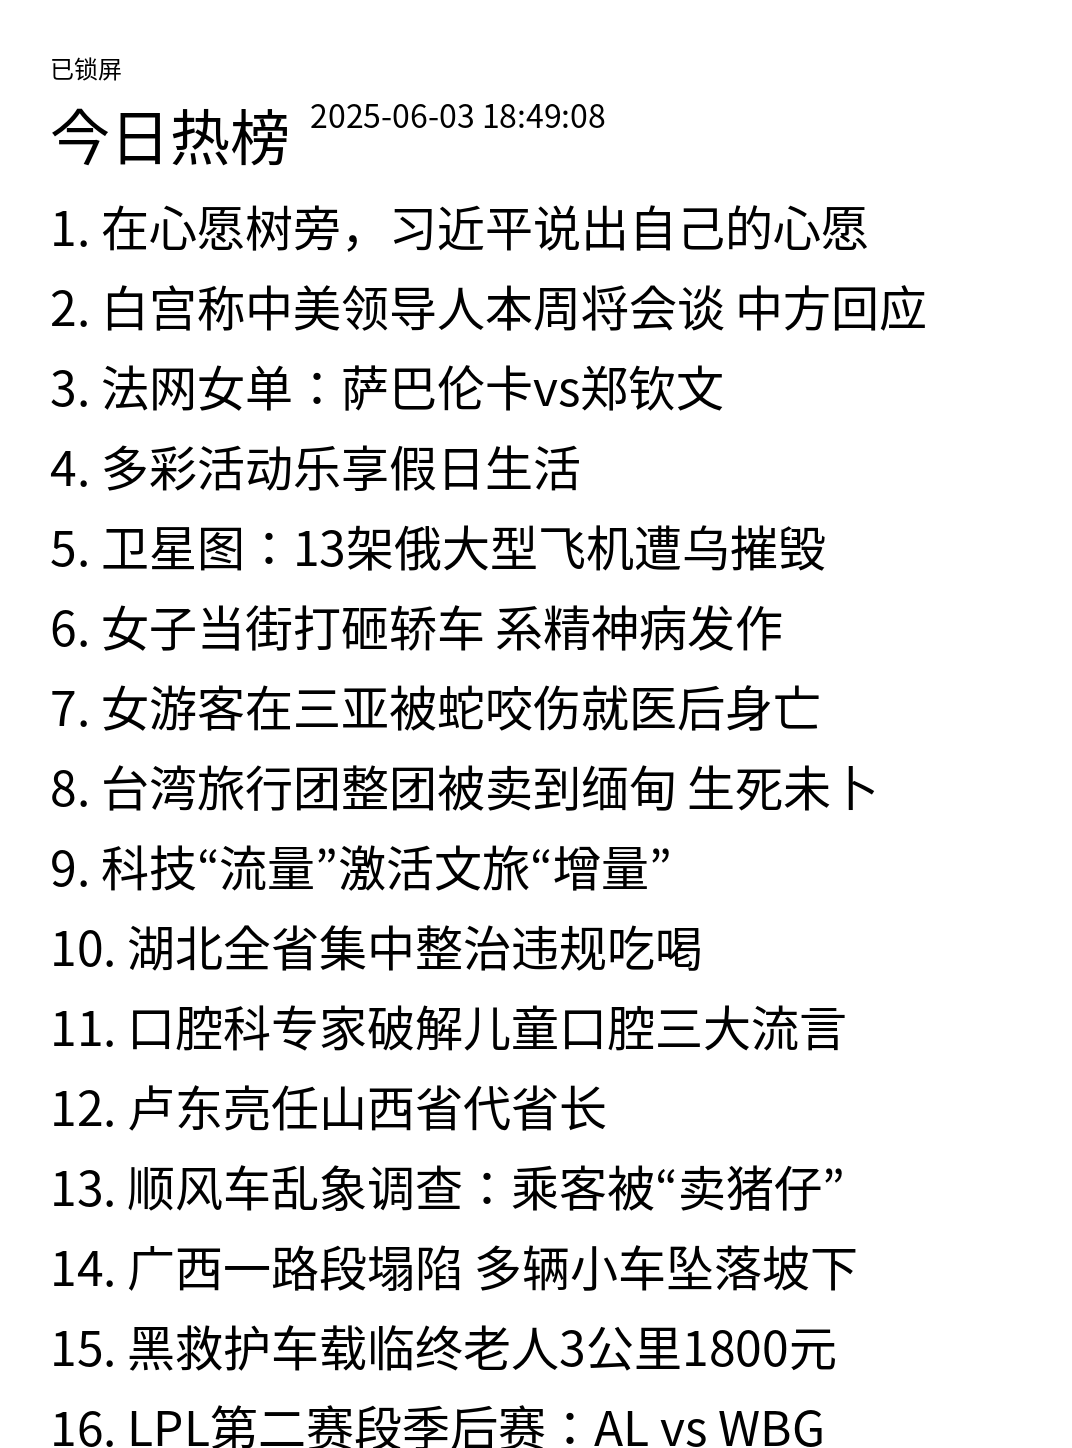 已锁屏
今日热榜 2025-06-03 18:49:08
1. 在心愿树旁，习近平说出自己的心愿
2. 白宫称中美领导人本周将会谈 中方回应
3. 法网女单：萨巴伦卡vs郑钦文
4. 多彩活动乐享假日生活
5. 卫星图：13架俄大型飞机遭乌摧毁
6. 女子当街打砸轿车 系精神病发作
7. 女游客在三亚被蛇咬伤就医后身亡
8. 台湾旅行团整团被卖到缅甸 生死未卜
9. 科技“流量”激活文旅“增量”
10. 湖北全省集中整治违规吃喝
11. 口腔科专家破解儿童口腔三大流言
12. 卢东亮任山西省代省长
13. 顺风车乱象调查：乘客被“卖猪仔”
14. 广西一路段塌陷 多辆小车坠落坡下
15. 黑救护车载临终老人3公里1800元
16. LPL第二赛段季后赛：AL vs WBG